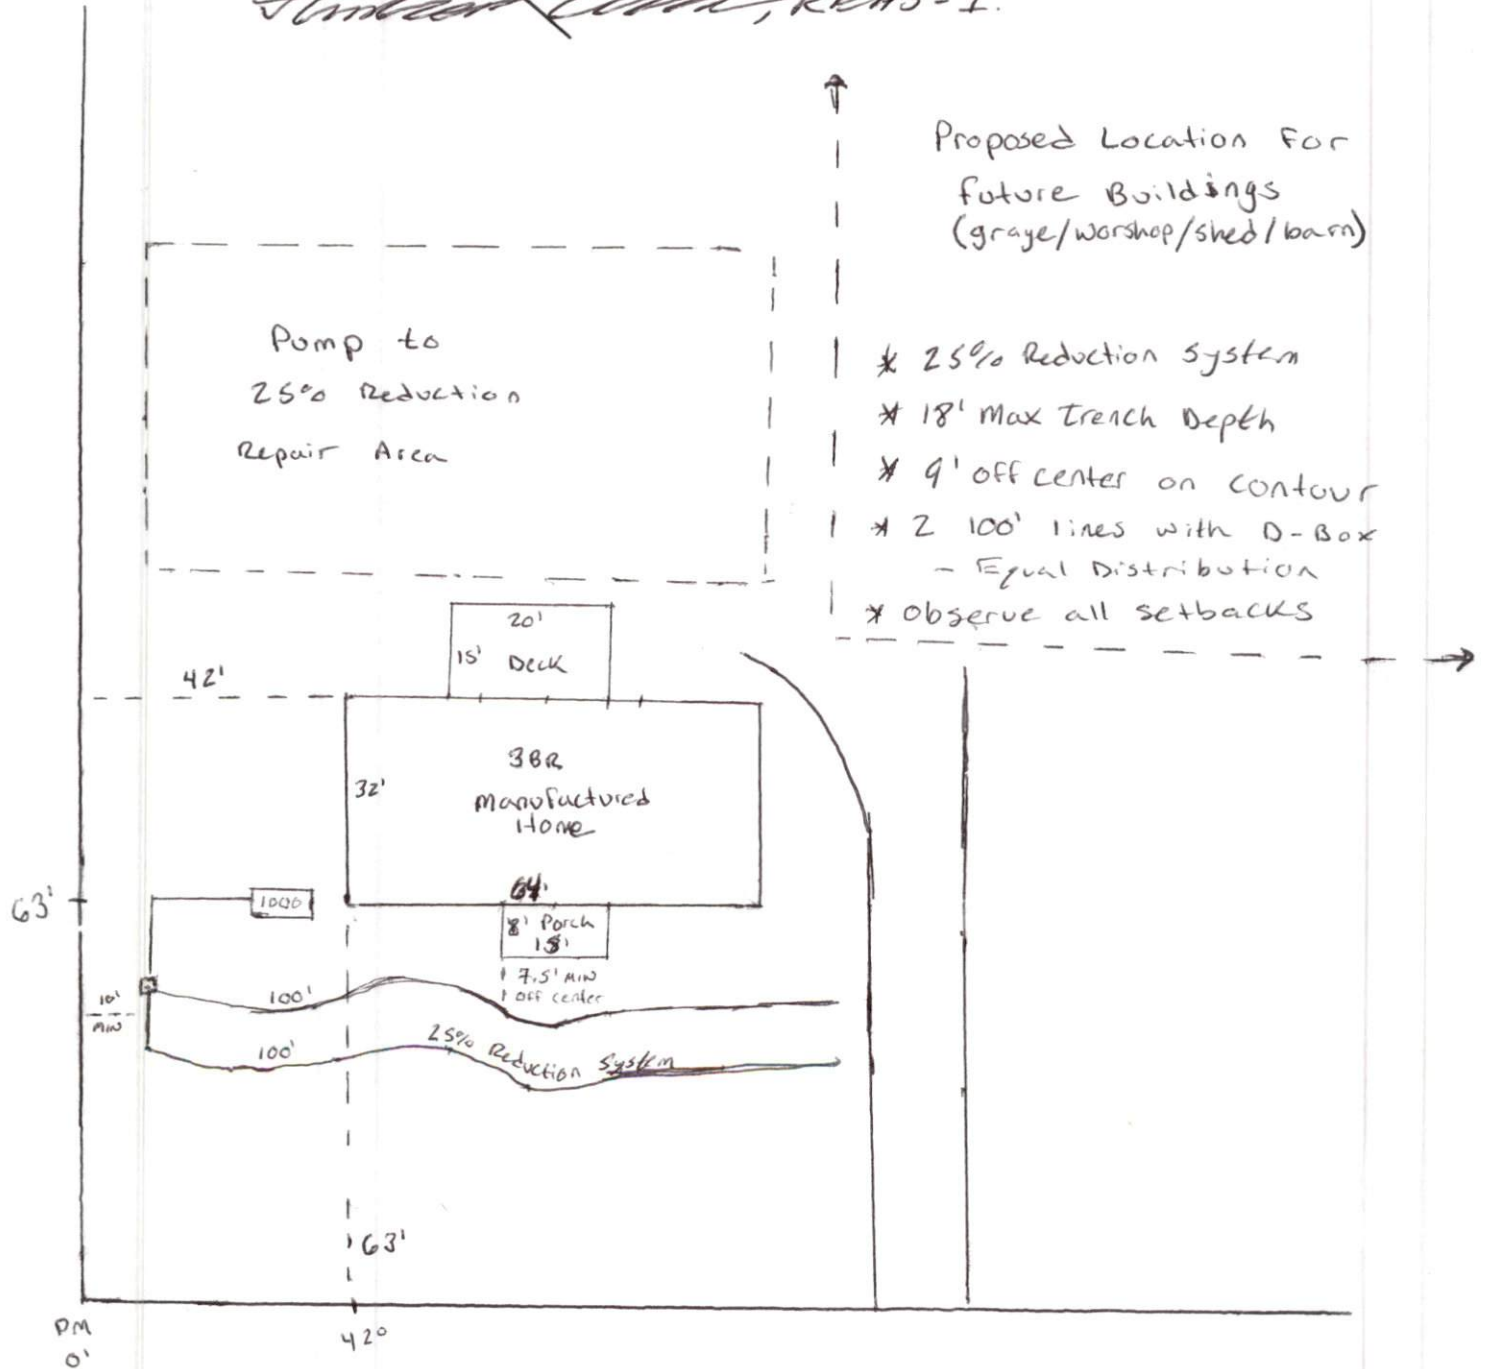 Proposed Location For
future Buildings
(graye/worshop/shed/barn)
Pump to
25% Reduction
Repair Area
* 25% Reduction system
* 18' Max Trench Depth
* 9' off center on contour
* 2 100' lines with D-Box
- Equal Distribution
* observe all setbacks
20'
15' Deck
42'
3BR
Manufactured
Home
32'
64'
63'
1000
8' Porch
18'
7.5' MIN
off center
10'
MIN
100'
100'
25% Reduction System
63'
PM
0'
42°